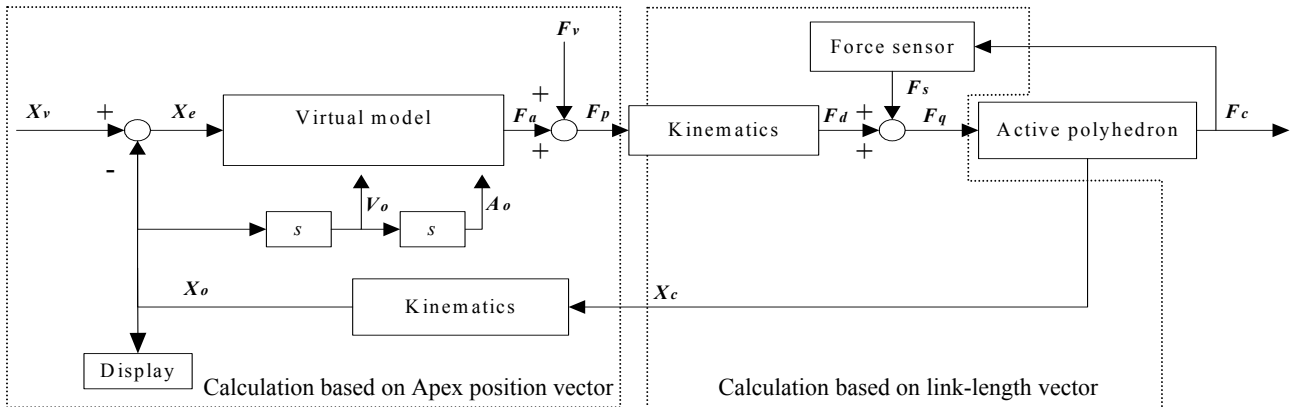 Fv
Force sensor
Xv
+
Xe
Virtual model
Fa
+
+
Fp
Kinematics
Fd
+
+
Fs
Fq
Active polyhedron
Fc
-
s
Vo
s
Ao
Xo
Kinematics
Xc
Display
Calculation based on Apex position vector
Calculation based on link-length vector